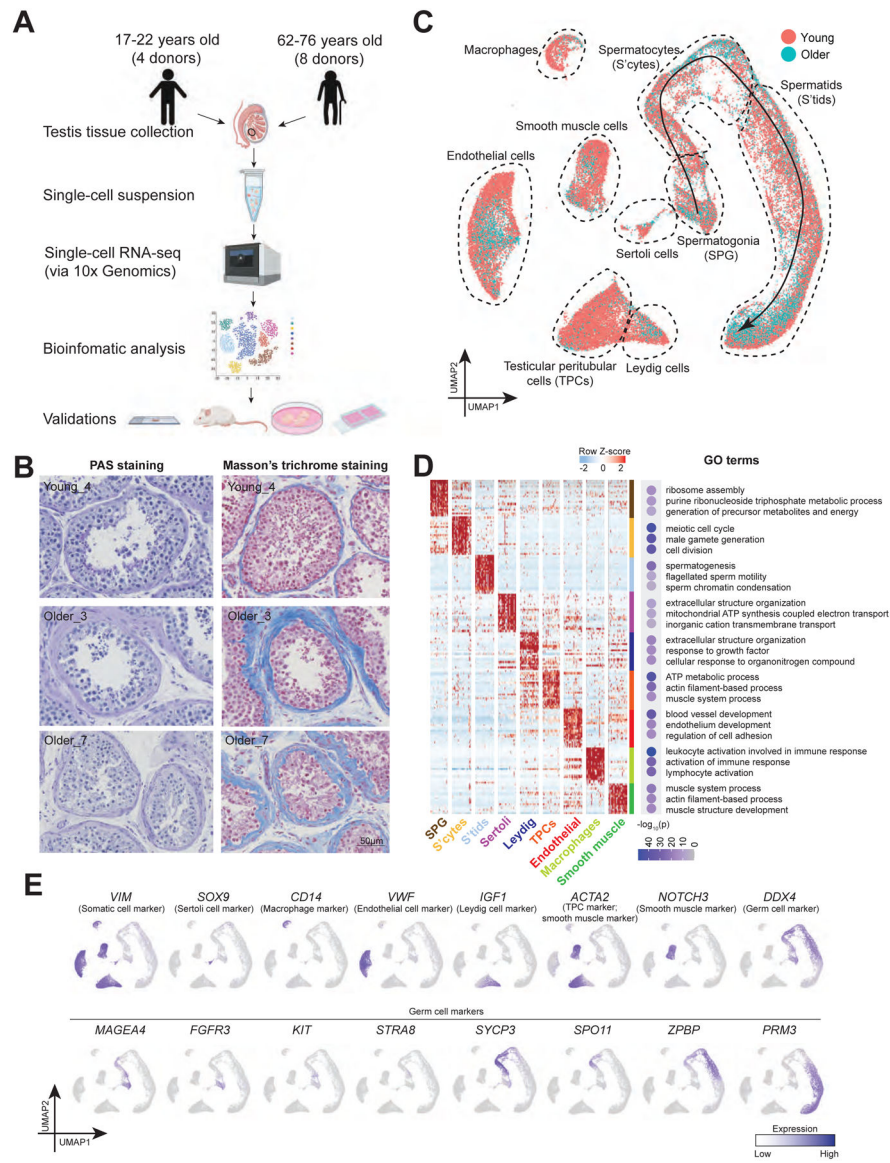 A
17-22 years old
(4 donors)
62-76 years old
(8 donors)
Testis tissue collection
Single-cell suspension
Single-cell RNA-seq
(via 10x Genomics)
Bioinfomatic analysis
Validations
B
PAS staining
Masson's trichrome staining
Young_4
Young_4
Older_3
Older_3
Older_7
Older_7
50μm
C
Young
Older
Macrophages
Spermatocytes
(S'cytes)
Spermatids
(S'tids)
Smooth muscle cells
Endothelial cells
Sertoli cells
Spermatogonia
(SPG)
Testicular peritubular
cells (TPCs)
Leydig cells
UMAP2
UMAP1
D
Row Z-score
-2 0 2
GO terms
ribosome assembly
purine ribonucleoside triphosphate metabolic process
generation of precursor metabolites and energy
meiotic cell cycle
male gamete generation
cell division
spermatogenesis
flagellated sperm motility
sperm chromatin condensation
extracellular structure organization
mitochondrial ATP synthesis coupled electron transport
inorganic cation transmembrane transport
extracellular structure organization
response to growth factor
cellular response to organonitrogen compound
ATP metabolic process
actin filament-based process
muscle system process
blood vessel development
endothelium development
regulation of cell adhesion
leukocyte activation involved in immune response
activation of immune response
lymphocyte activation
muscle system process
actin filament-based process
muscle structure development
SPG
S'cytes
S'tids
Sertoli
Leydig
TPCs
Endothelial
Macrophages
Smooth muscle
-log10(p)
40 30 20 10 0
E
VIM
(Somatic cell marker)
SOX9
(Sertoli cell marker)
CD14
(Macrophage marker)
VWF
(Endothelial cell marker)
IGF1
(Leydig cell marker)
ACTA2
(TPC marker;
smooth muscle marker)
NOTCH3
(Smooth muscle marker)
DDX4
(Germ cell marker)
Germ cell markers
MAGEA4
FGFR3
KIT
STRA8
SYCP3
SPO11
ZPBP
PRM3
UMAP2
UMAP1
Expression
Low High